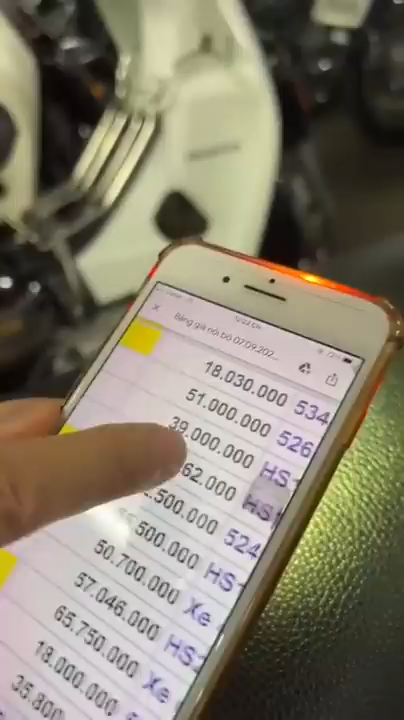 Bảng giá nội bộ 07.09.202...
18.030.000 534
51.000.000 526
39.000.000 HS
62.000 HS
.500.000 524
500.000 HS
50.700.000 Xe
57.046.000 HS
65.750.000 Xe
18.000.000
35.800